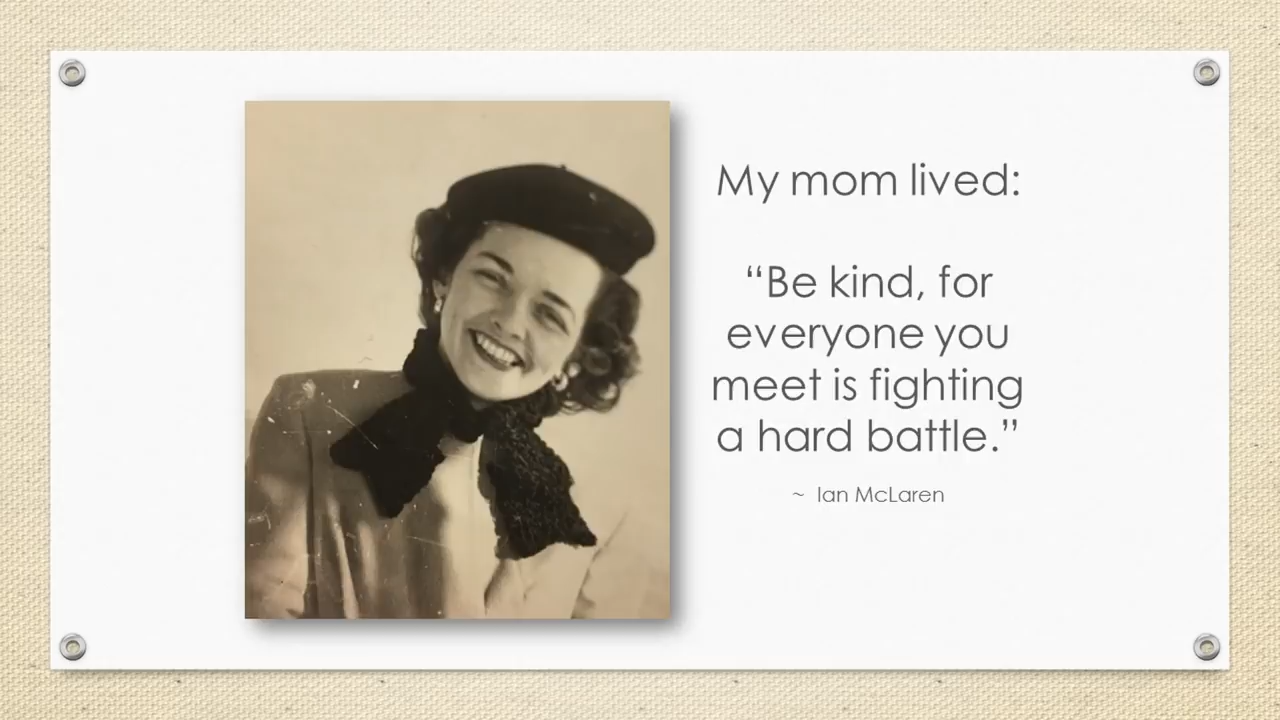 My mom lived:
“Be kind, for
everyone you
meet is fighting
a hard battle.”
~ Ian McLaren